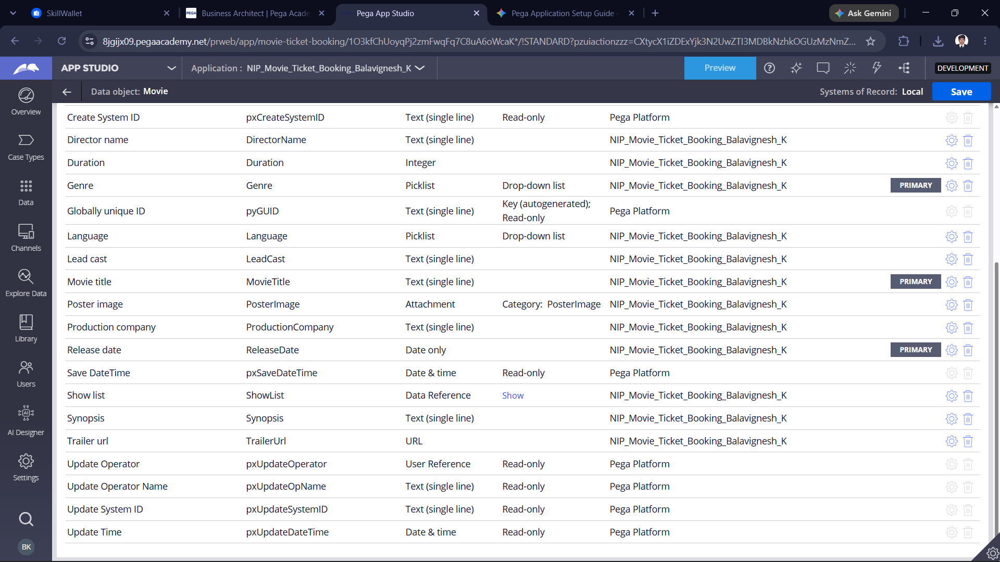 SkillWallet
Business Architect | Pega Acade
Pega App Studio
Pega Application Setup Guide -
Ask Gemini
8jgijx09.pegaacademy.net/prweb/app/movie-ticket-booking/1O3kfChUoyqPj2zmFwqFq7C8uA6oWcaK*/!STANDARD?pzuiactionzzz=CXtycX1iZDExYjk3N2UwZTI3MDBkNzhkOGUzMzNmZ...
APP STUDIO
Application : NIP_Movie_Ticket_Booking_Balavignesh_K
Preview
DEVELOPMENT
Data object: Movie
Systems of Record: Local
Save
Overview
Case Types
Data
Channels
Explore Data
Library
Users
AI Designer
Settings
BK
Create System ID pxCreateSystemID Text (single line) Read-only Pega Platform
Director name DirectorName Text (single line) NIP_Movie_Ticket_Booking_Balavignesh_K
Duration Duration Integer NIP_Movie_Ticket_Booking_Balavignesh_K
Genre Genre Picklist Drop-down list NIP_Movie_Ticket_Booking_Balavignesh_K PRIMARY
Globally unique ID pyGUID Text (single line) Key (autogenerated); Read-only Pega Platform
Language Language Picklist Drop-down list NIP_Movie_Ticket_Booking_Balavignesh_K
Lead cast LeadCast Text (single line) NIP_Movie_Ticket_Booking_Balavignesh_K
Movie title MovieTitle Text (single line) NIP_Movie_Ticket_Booking_Balavignesh_K PRIMARY
Poster image PosterImage Attachment Category: PosterImage NIP_Movie_Ticket_Booking_Balavignesh_K
Production company ProductionCompany Text (single line) NIP_Movie_Ticket_Booking_Balavignesh_K
Release date ReleaseDate Date only NIP_Movie_Ticket_Booking_Balavignesh_K PRIMARY
Save DateTime pxSaveDateTime Date & time Read-only Pega Platform
Show list ShowList Data Reference Show NIP_Movie_Ticket_Booking_Balavignesh_K
Synopsis Synopsis Text (single line) NIP_Movie_Ticket_Booking_Balavignesh_K
Trailer url TrailerUrl URL NIP_Movie_Ticket_Booking_Balavignesh_K
Update Operator pxUpdateOperator User Reference Read-only Pega Platform
Update Operator Name pxUpdateOpName Text (single line) Read-only Pega Platform
Update System ID pxUpdateSystemID Text (single line) Read-only Pega Platform
Update Time pxUpdateDateTime Date & time Read-only Pega Platform